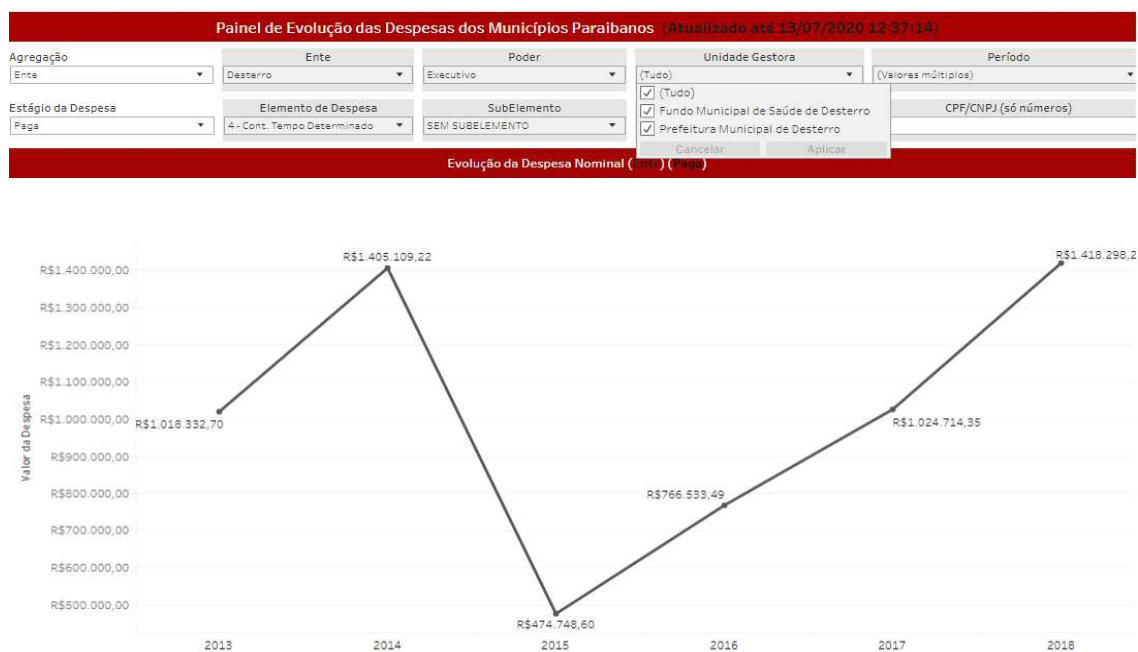 Painel de Evolução das Despesas dos Municípios Paraibanos (Atualizado até 13/07/2020 12:37:14)
Agregação Ente Poder Unidade Gestora Período
Ente Desterro Executivo (Tudo) (Valores múltiplos)
(Tudo)
Estágio da Despesa Elemento de Despesa SubElemento Fundo Municipal de Saúde de Desterro CPF/CNPJ (só números)
Paga 4 - Cont. Tempo Determinado SEM SUBELEMENTO Prefeitura Municipal de Desterro
Cancelar Aplicar
Evolução da Despesa Nominal (Ente) (Paga)
R$1.405.109,22 R$1.418.298,2
R$1.400.000,00
R$1.300.000,00
R$1.200.000,00
R$1.100.000,00
R$1.000.000,00 R$1.018.332,70 R$1.024.714,35
Valor da Despesa
R$900.000,00
R$800.000,00 R$766.533,49
R$700.000,00
R$600.000,00
R$500.000,00
R$474.748,60
2013 2014 2015 2016 2017 2018